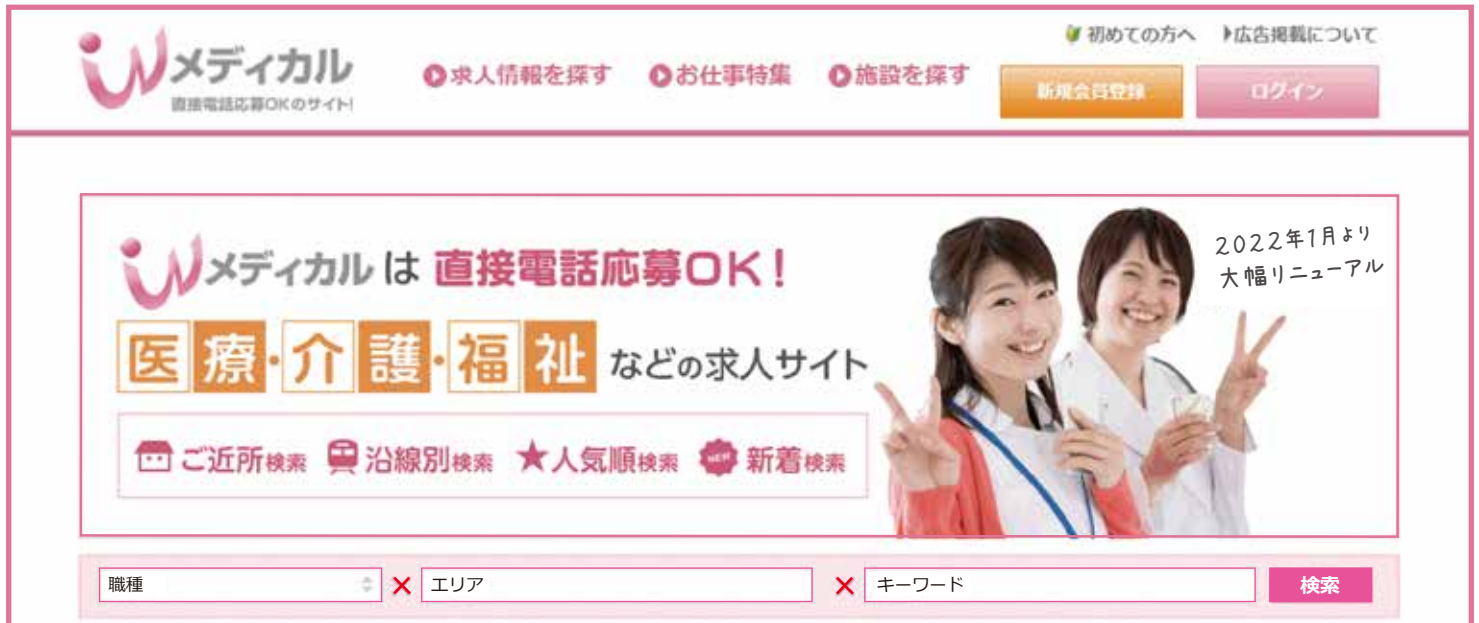 初めての方へ 広告掲載について
メディカル
直接電話応募OKのサイト!
求人情報を探す お仕事特集 施設を探す
新規会員登録 ログイン
メディカル は 直接電話応募OK!
2022年1月より
大幅リニューアル
医療・介護・福祉 などの求人サイト
ご近所検索 沿線別検索 人気順検索 NEW 新着検索
職種 × エリア × キーワード 検索